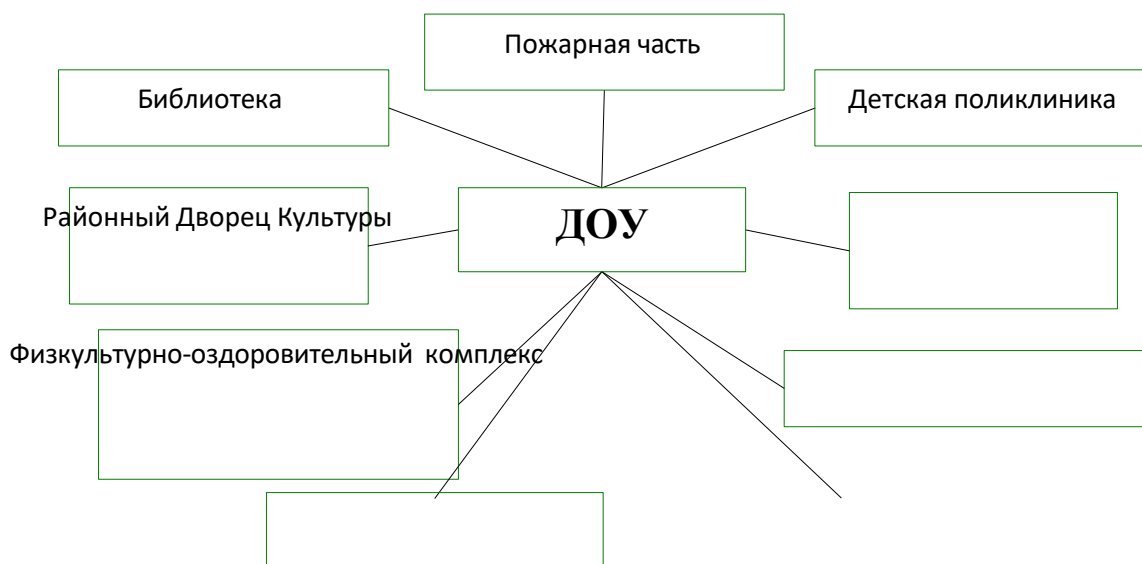 Пожарная часть
Библиотека
Детская поликлиника
Районный Дворец Культуры
ДОУ
Физкультурно-оздоровительный комплекс